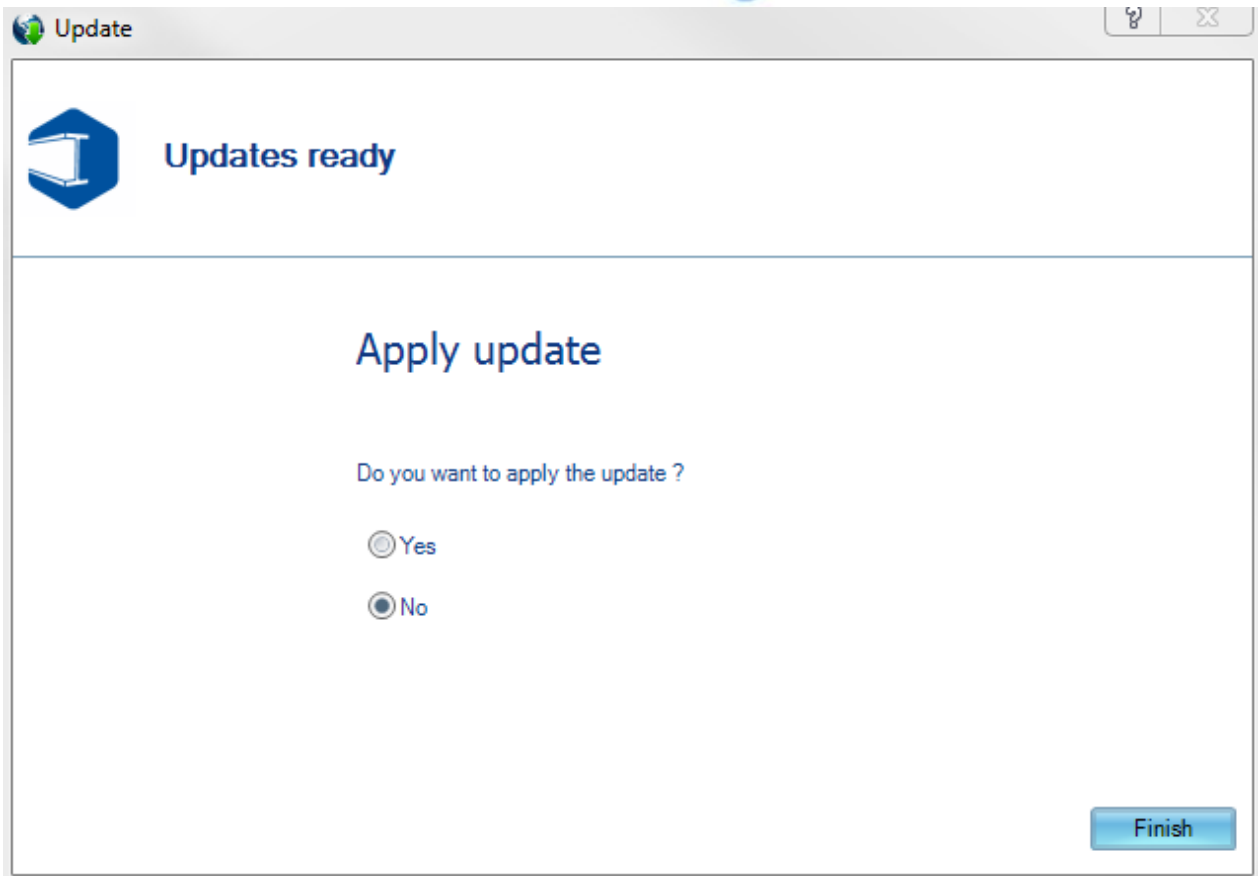 Update
?
Updates ready
Apply update
Do you want to apply the update ?
Yes
No
Finish